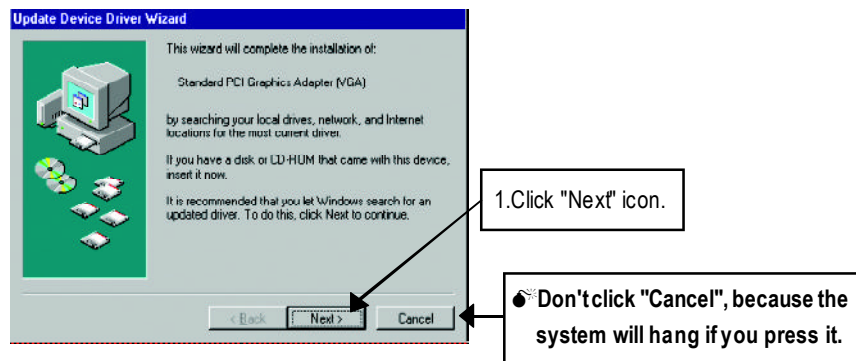 Update Device Driver Wizard
This wizard will complete the installation of:
Standard PCI Graphics Adapter (VGA)
by searching your local drives, network, and Internet
locations for the most current driver.
If you have a disk or CD-ROM that came with this device,
insert it now.
It is recommended that you let Windows search for an
updated driver. To do this, click Next to continue.
1.Click "Next" icon.
< Back
Next >
Cancel
💣Don't click "Cancel", because the
system will hang if you press it.